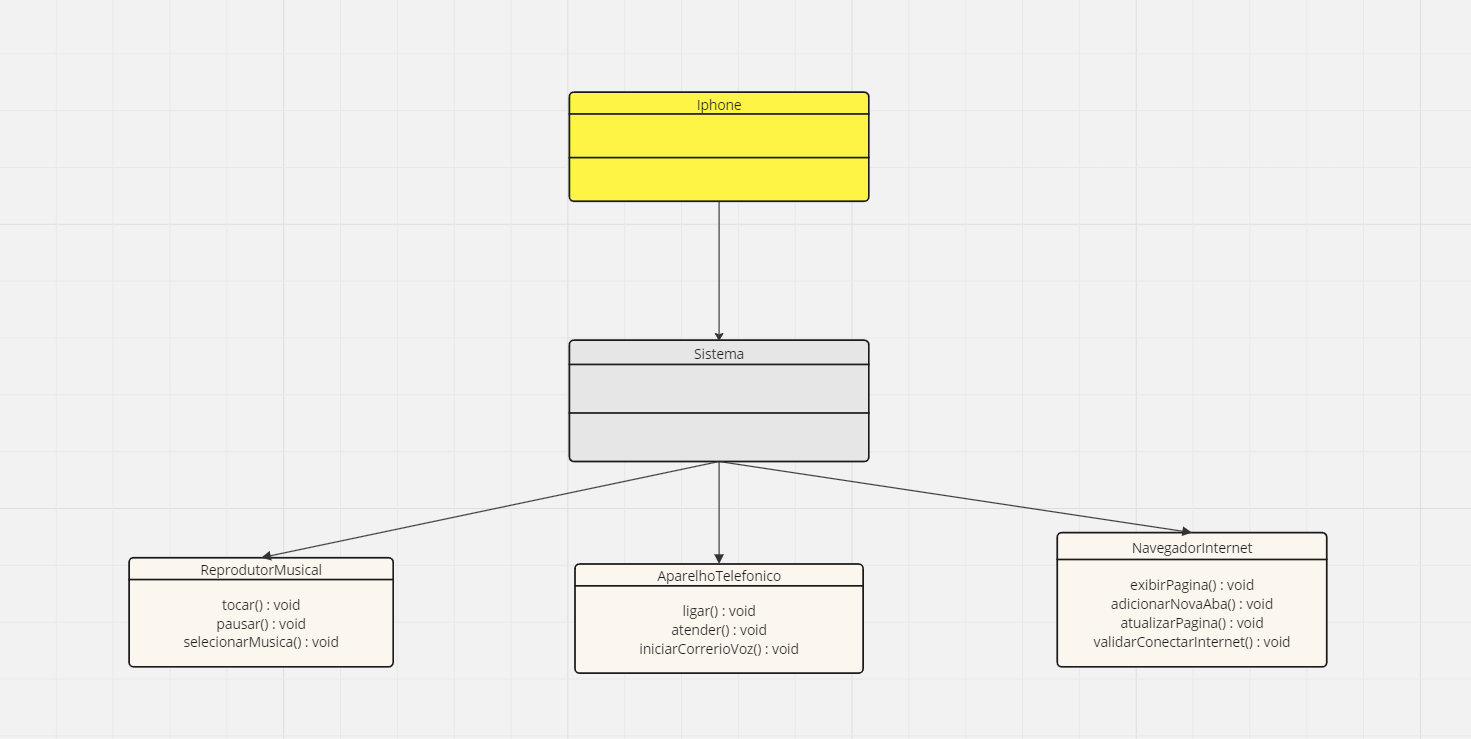 Iphone
Sistema
ReprodutorMusical
tocar() : void
pausar() : void
selecionarMusica() : void
AparelhoTelefonico
ligar() : void
atender() : void
iniciarCorrerioVoz() : void
NavegadorInternet
exibirPagina() : void
adicionarNovaAba() : void
atualizarPagina() : void
validarConectarInternet() : void